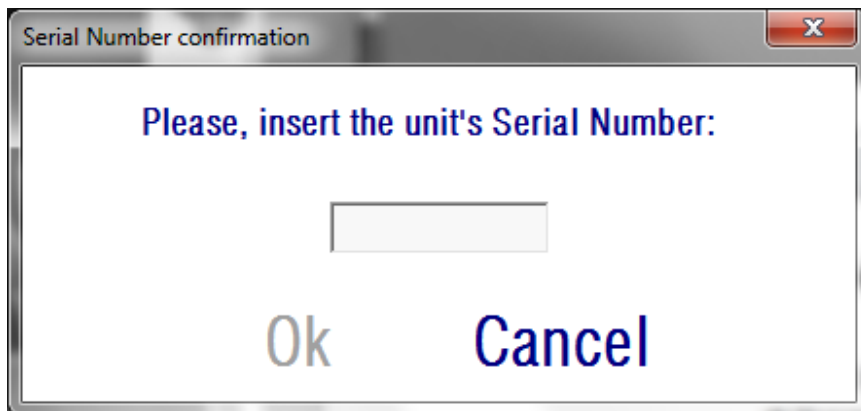 Serial Number confirmation
Please, insert the unit's Serial Number:
Ok Cancel